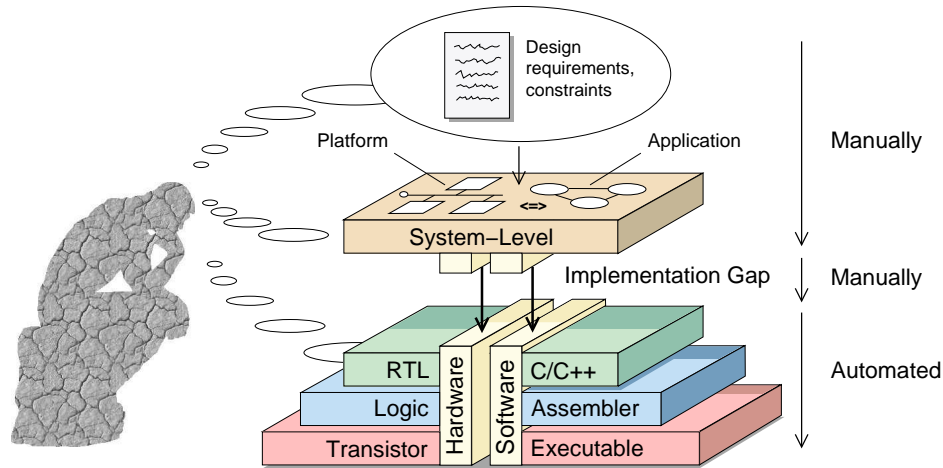 Design
requirements,
constraints
Platform
Application
Manually
<=>
System−Level
Implementation Gap
Manually
RTL
Hardware
Software
C/C++
Automated
Logic
Assembler
Transistor
Executable